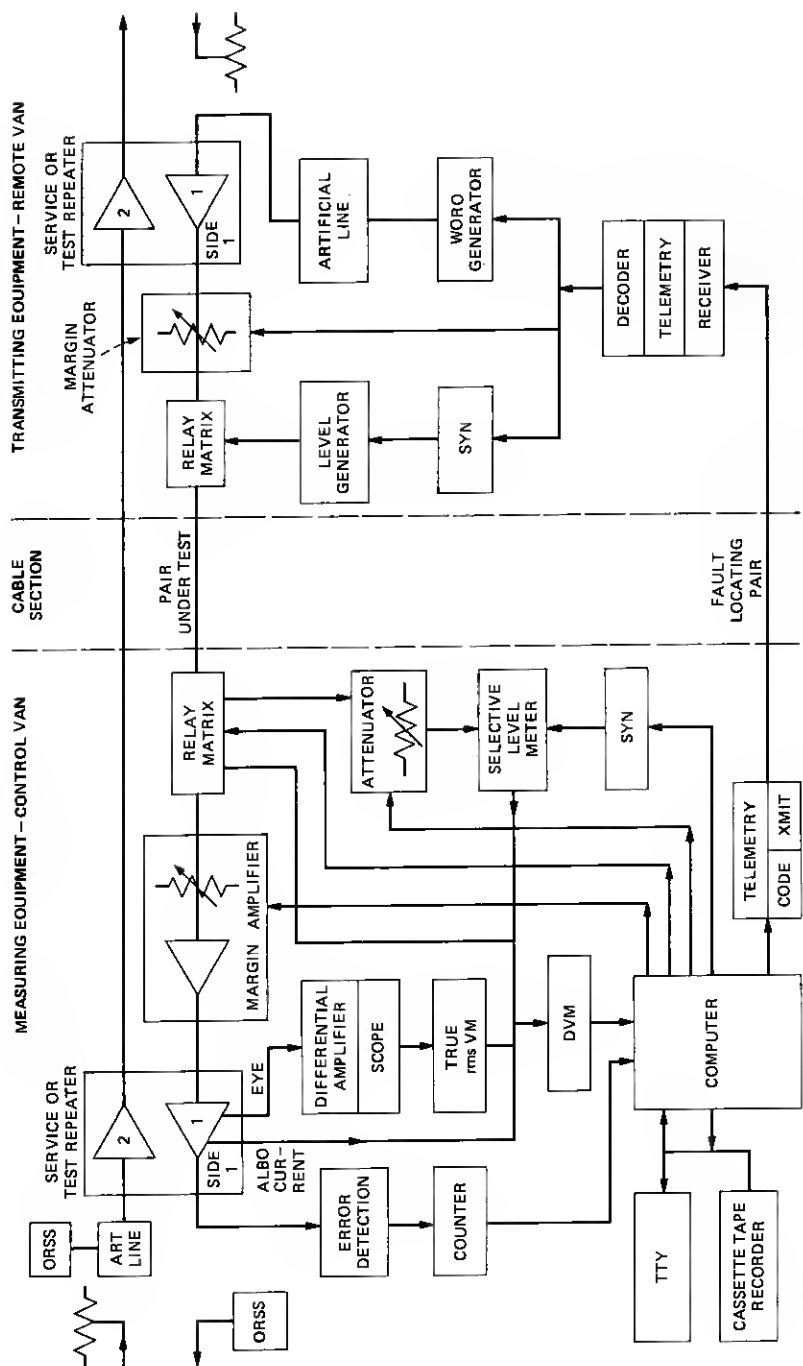 MEASURING EQUIPMENT – CONTROL VAN
CABLE
SECTION
TRANSMITTING EQUIPMENT – REMOTE VAN
ORSS
ART
LINE
ORSS
SERVICE OR
TEST REPEATER
2
1
SIDE
1
EYE
ALBO
CUR-
RENT
MARGIN AMPLIFIER
RELAY
MATRIX
PAIR
UNDER TEST
RELAY
MATRIX
MARGIN
ATTENUATOR
SERVICE OR
TEST REPEATER
2
1
SIDE
1
ERROR
DETECTION
COUNTER
DIFFERENTIAL
AMPLIFIER
SCOPE
TRUE
rms VM
DVM
ATTENUATOR
SELECTIVE
LEVEL
METER
SYN
LEVEL
GENERATOR
SYN
ARTIFICIAL
LINE
WORO
GENERATOR
TTY
CASSETTE TAPE
RECORDER
COMPUTER
TELEMETRY
CODE
XMIT
FAULT
LOCATING
PAIR
DECODER
TELEMETRY
RECEIVER